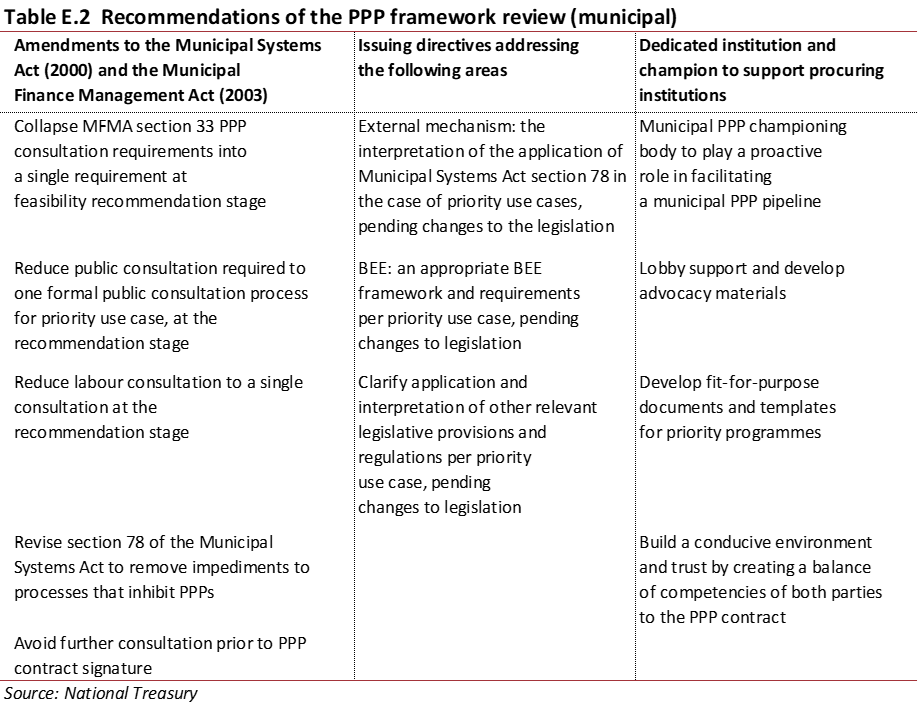 Table E.2 Recommendations of the PPP framework review (municipal)
Amendments to the Municipal Systems
Act (2000) and the Municipal
Finance Management Act (2003)
Issuing directives addressing
the following areas
Dedicated institution and
champion to support procuring
institutions
Collapse MFMA section 33 PPP
consultation requirements into
a single requirement at
feasibility recommendation stage
External mechanism: the
interpretation of the application of
Municipal Systems Act section 78 in
the case of priority use cases,
pending changes to the legislation
Municipal PPP championing
body to play a proactive
role in facilitating
a municipal PPP pipeline
Reduce public consultation required to
one formal public consultation process
for priority use case, at the
recommendation stage
BEE: an appropriate BEE
framework and requirements
per priority use case, pending
changes to legislation
Lobby support and develop
advocacy materials
Reduce labour consultation to a single
consultation at the
recommendation stage
Clarify application and
interpretation of other relevant
legislative provisions and
regulations per priority
use case, pending
changes to legislation
Develop fit-for-purpose
documents and templates
for priority programmes
Revise section 78 of the Municipal
Systems Act to remove impediments to
processes that inhibit PPPs
Build a conducive environment
and trust by creating a balance
of competencies of both parties
to the PPP contract
Avoid further consultation prior to PPP
contract signature
Source: National Treasury